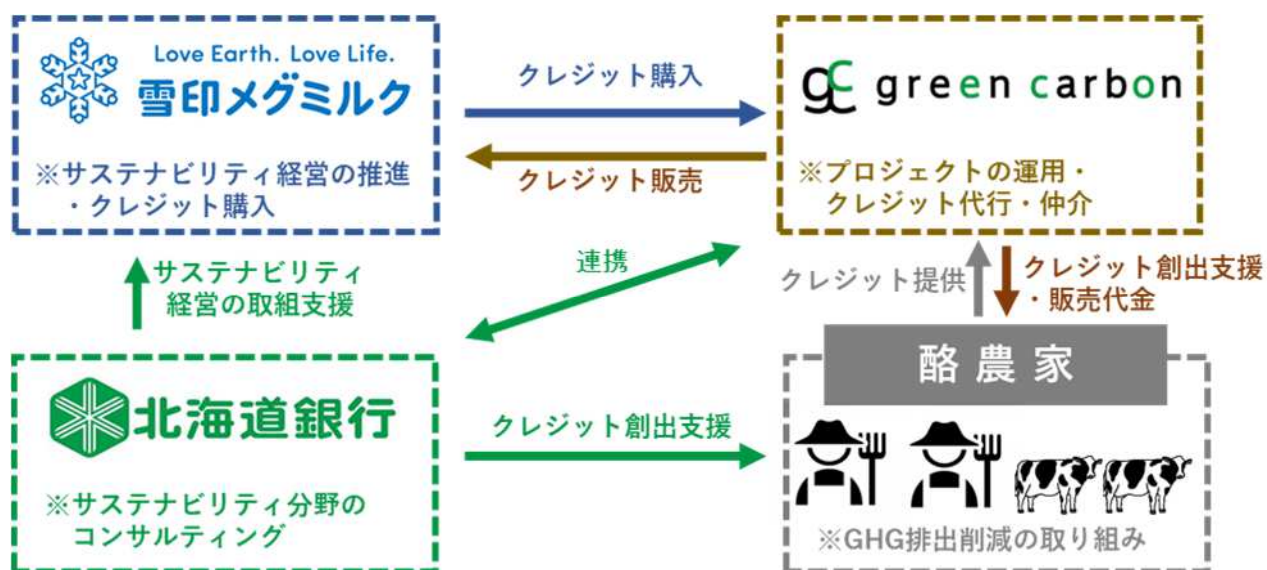 Love Earth. Love Life.
雪印メグミルク
※サステナビリティ経営の推進
・クレジット購入
クレジット購入
クレジット販売
gc green carbon
※プロジェクトの運用・
クレジット代行・仲介
サステナビリティ
経営の取組支援
連携
クレジット提供
クレジット創出支援
・販売代金
北海道銀行
※サステナビリティ分野の
コンサルティング
クレジット創出支援
酪農家
※GHG排出削減の取り組み